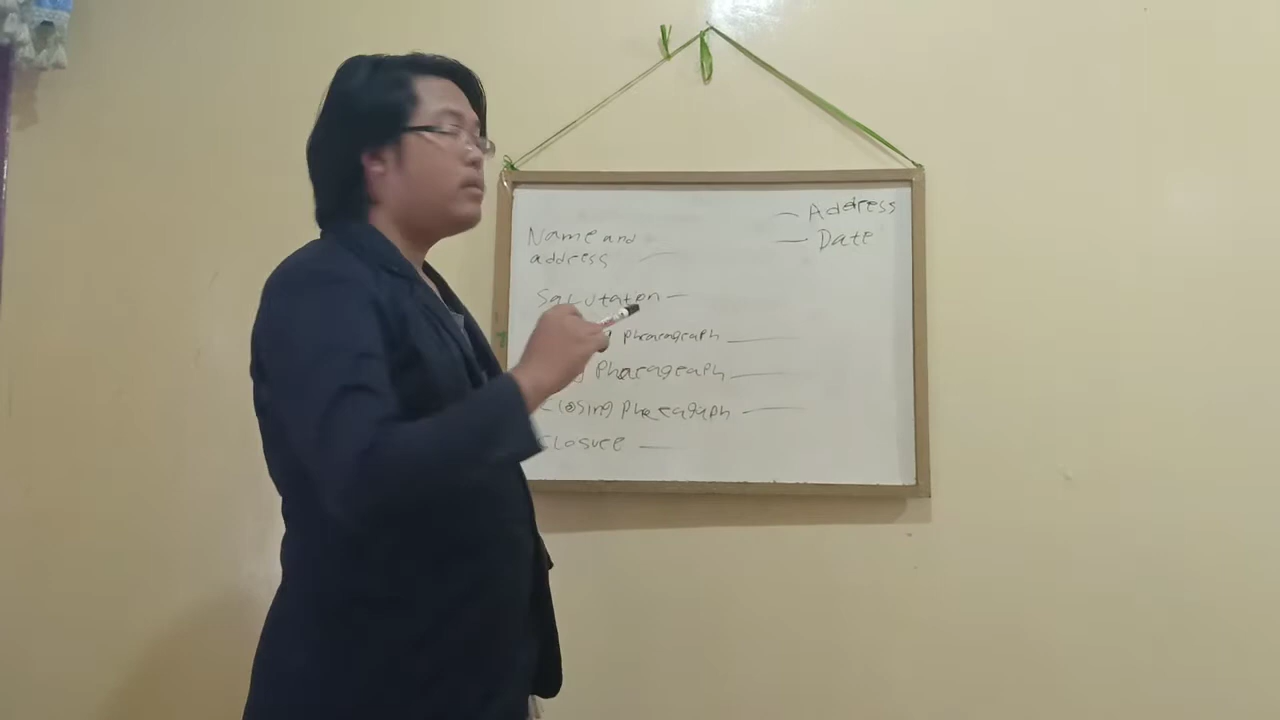 Address
Date
Name and
address
Salutation
pharagraph
Pharagraph
Closing Pharagraph
Closure